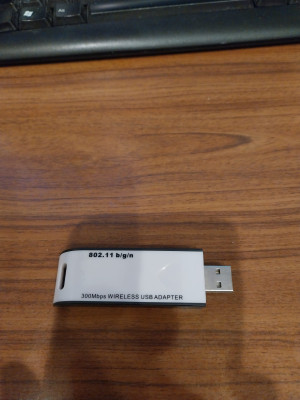 802.11 b/g/n
300Mbps WIRELESS USB ADAPTER